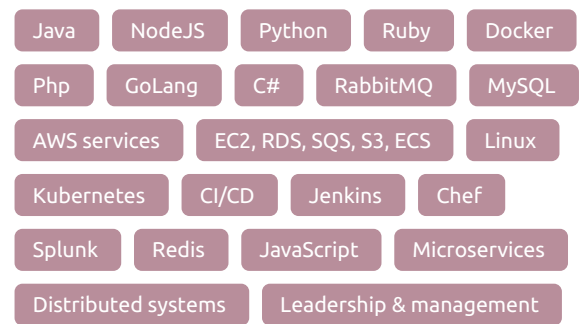 Java NodeJS Python Ruby Docker
Php GoLang C# RabbitMQ MySQL
AWS services EC2, RDS, SQS, S3, ECS Linux
Kubernetes CI/CD Jenkins Chef
Splunk Redis JavaScript Microservices
Distributed systems Leadership & management